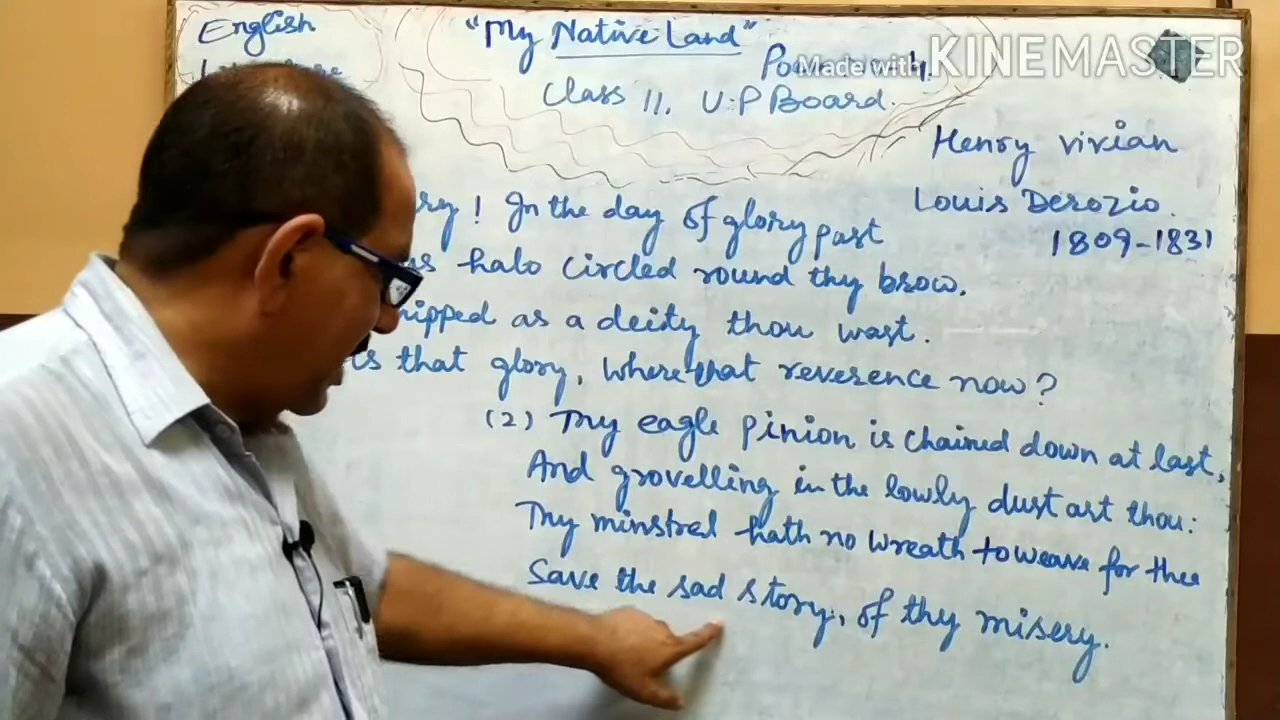 English
"My Native Land"
Made with KINEMASTER
Class 11. U.P Board.
Henry vivian
Louis Derozio.
1809-1831
! In the day of glory past
halo circled round thy brow.
as a deity thou wast.
that glory, where that reverence now?
(2) Thy eagle pinion is chained down at last,
And grovelling in the lowly dust art thou:
Thy minstrel hath no wreath to weave for thee
Save the sad story, of thy misery.